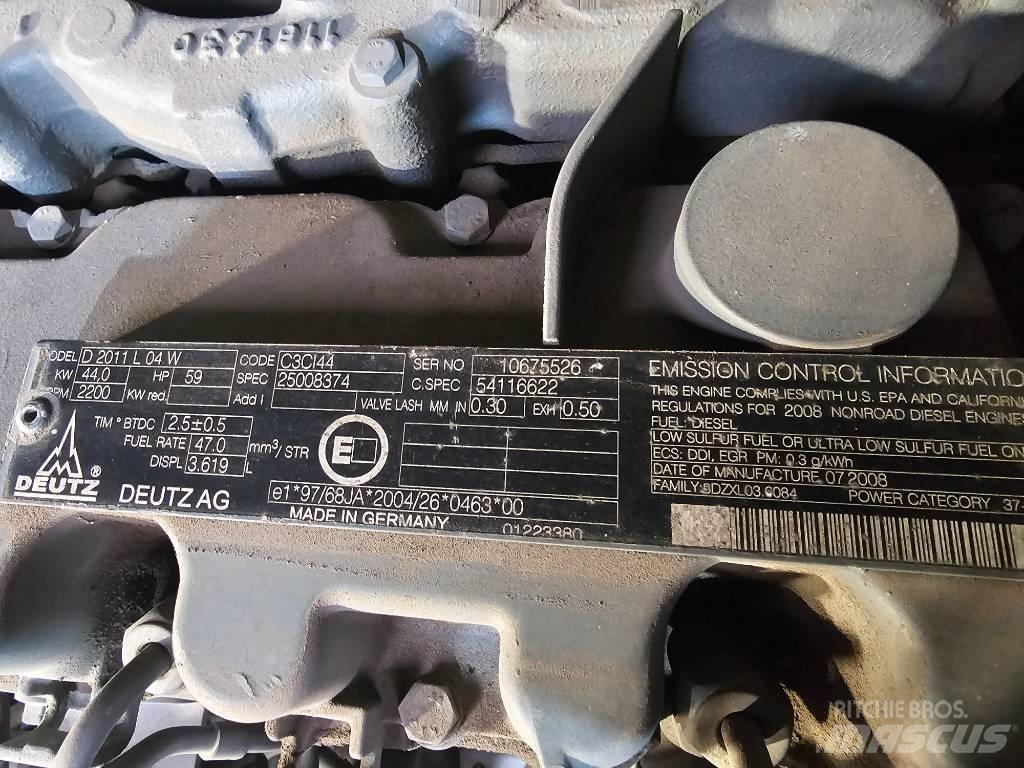 MODEL D 2011 L 04 W CODE C3CI44 SER NO 10675526
KW 44.0 HP 59 SPEC 25008374 C.SPEC 54116622
RPM 2200 KW red. Add I VALVE LASH MM IN 0.30 EXH 0.50
TIM ° BTDC 2.5±0.5
FUEL RATE 47.0 mm³/STR
DISPL 3.619 L
E
DEUTZ ® DEUTZ AG
e1*97/68JA*2004/26*0463*00
MADE IN GERMANY 01223380
EMISSION CONTROL INFORMATIO
THIS ENGINE COMPLIES WITH U.S. EPA AND CALIFORNI
REGULATIONS FOR 2008 NONROAD DIESEL ENGINES
FUEL: DIESEL
LOW SULFUR FUEL OR ULTRA LOW SULFUR FUEL ON
ECS: DDI, EGR PM: 0.3 g/kWh
DATE OF MANUFACTURE 07 2008
FAMILY: 8DZXL03.6084 POWER CATEGORY 37-
RITCHIE BROS.
MASCUS